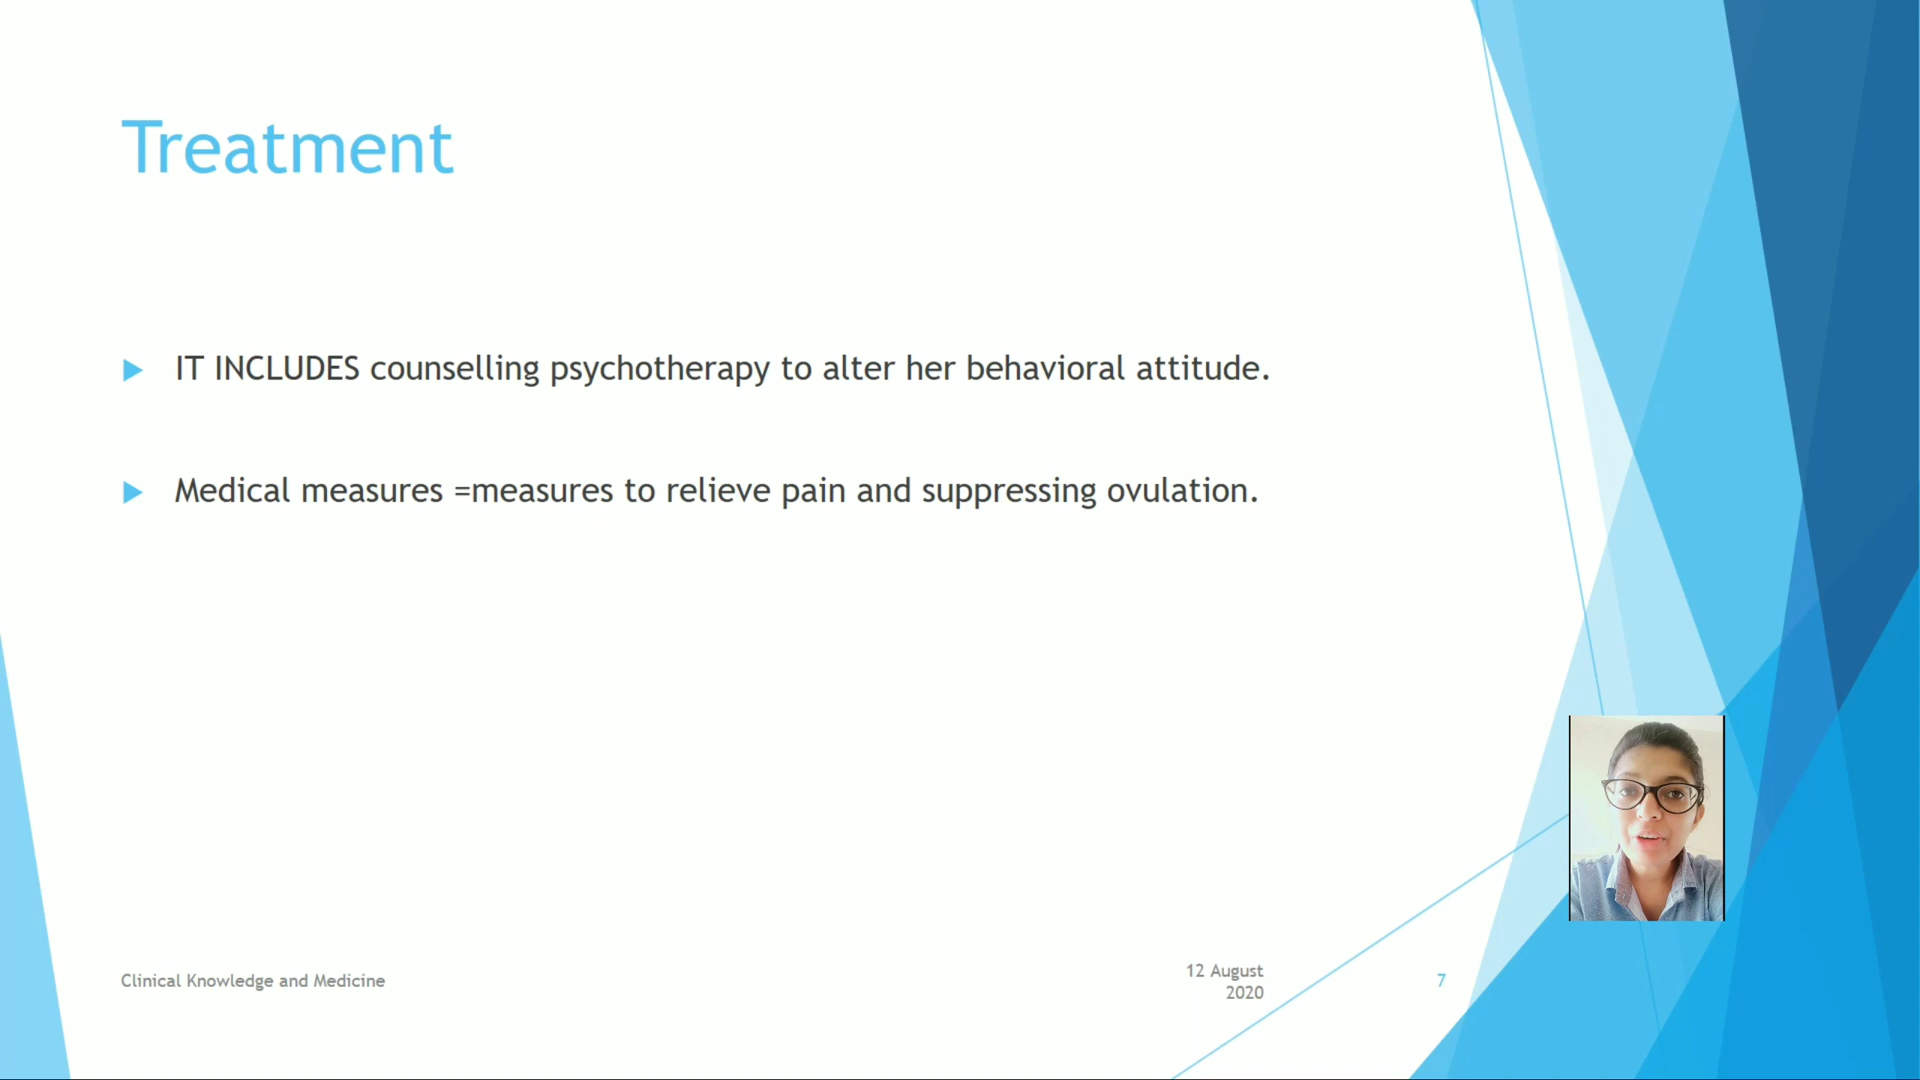 Treatment
IT INCLUDES counselling psychotherapy to alter her behavioral attitude.
Medical measures =measures to relieve pain and suppressing ovulation.
Clinical Knowledge and Medicine
12 August
2020
7